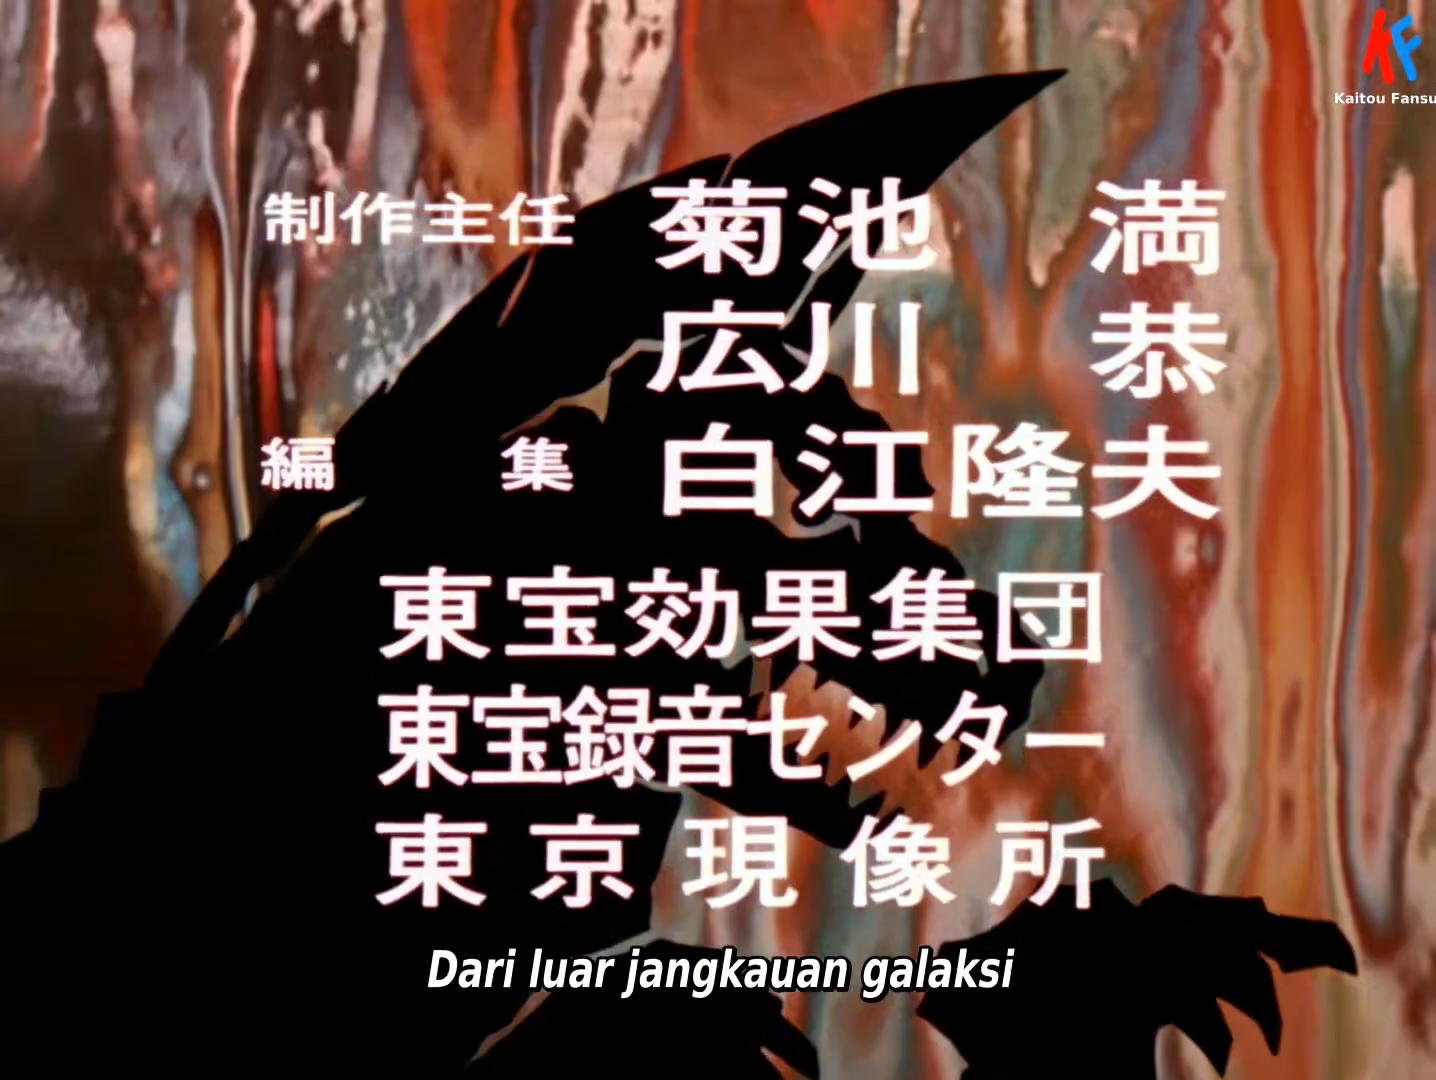 KF
Kaitou Fansu
制作主任 菊池 満
広川 恭
編 集 白江隆夫
東宝効果集団
東宝録音センター
東京現像所
Dari luar jangkauan galaksi